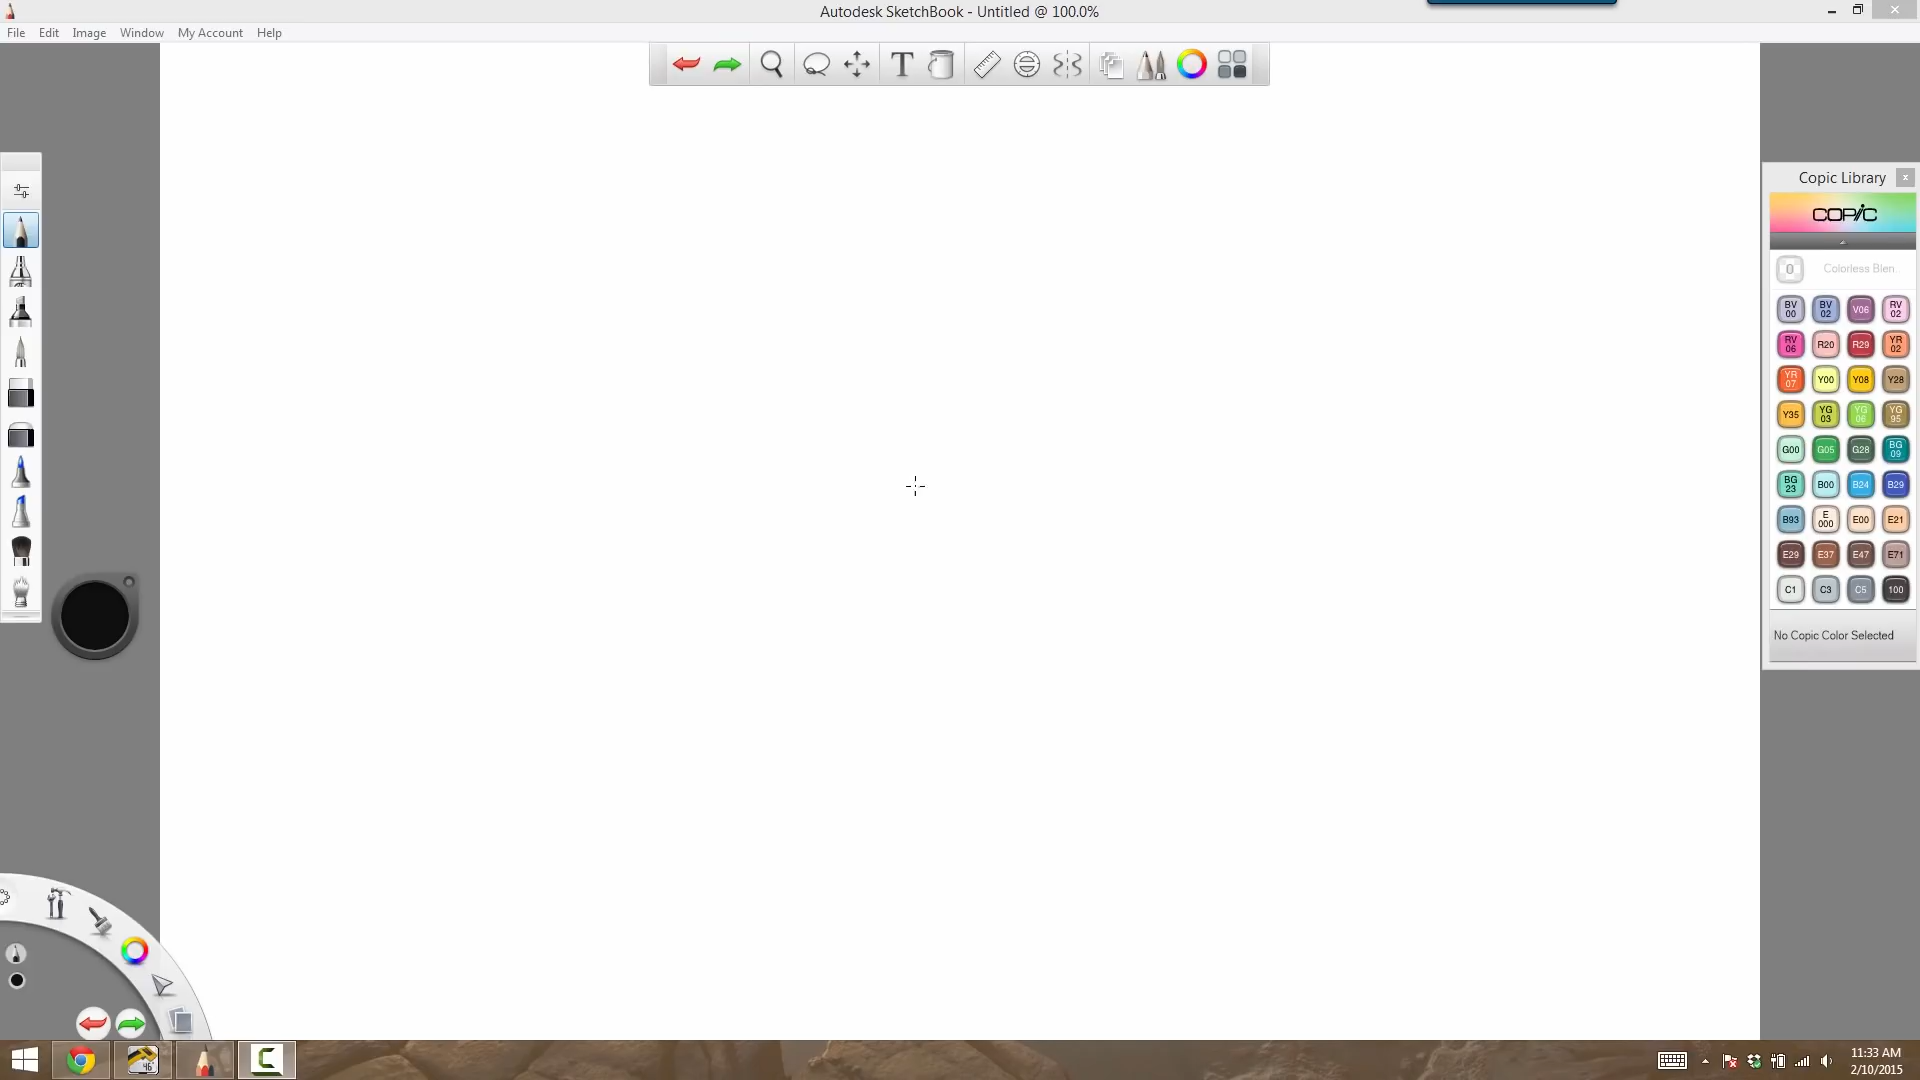 Autodesk SketchBook - Untitled @ 100.0%
File Edit Image Window My Account Help
T
Copic Library
COPIC
0 Colorless Blen
BV 00 BV 02 V06 RV 02
RV 06 R20 R29 YR 02
YR 07 Y00 Y08 Y28
Y35 YG 03 YG 06 YG 95
G00 G05 G28 BG 09
BG 23 B00 B24 B29
B93 E 000 E00 E21
E29 E37 E47 E71
C1 C3 C5 100
No Copic Color Selected
46
11:33 AM
2/10/2015